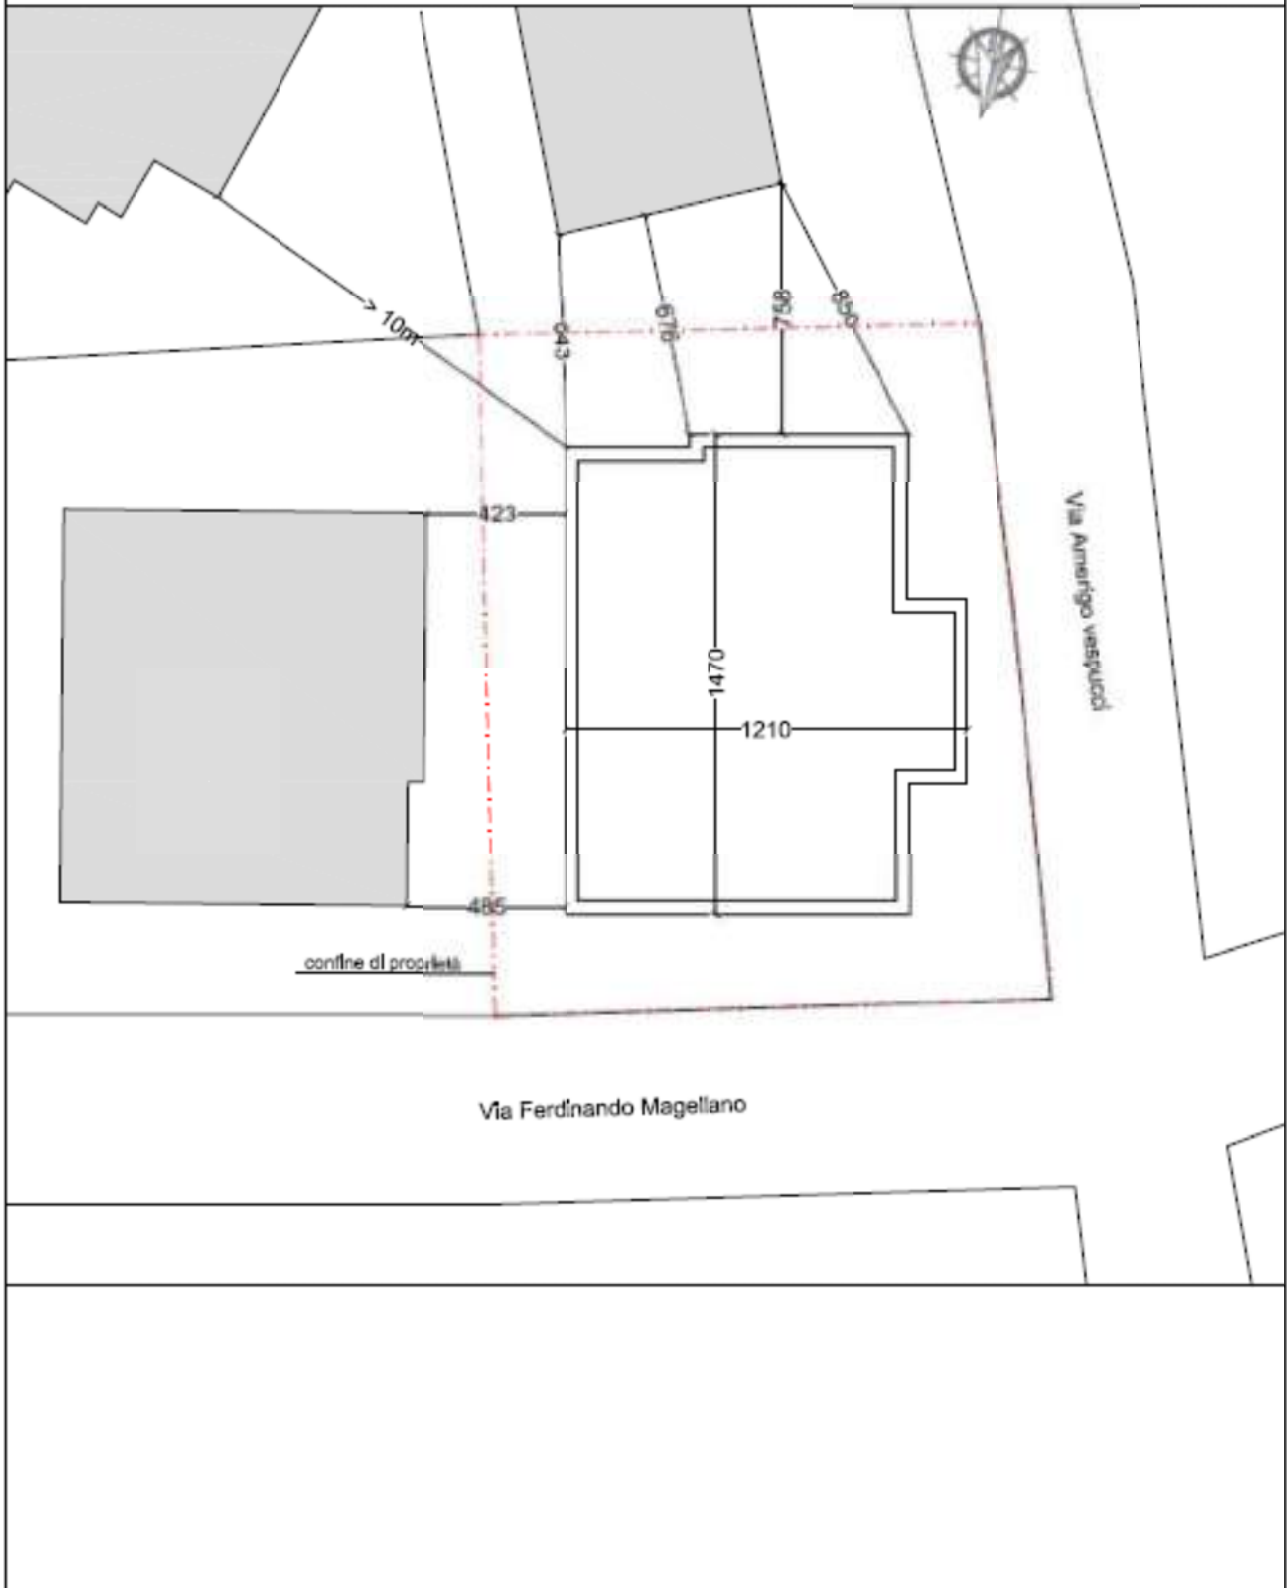 > 10m
643
676
758
850
423
Via Amerigo vespucci
1470
1210
485
confine di proprietà
Via Ferdinando Magellano